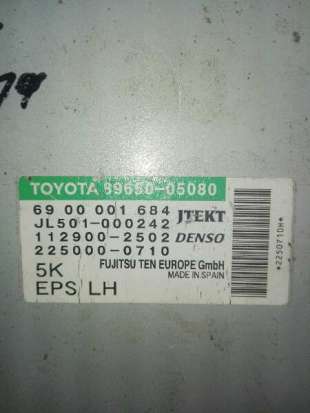 TOYOTA 89650-05080
69 00 001 684 JTEKT
JL501-000242
112900-2502 DENSO
225000-0710
5K FUJITSU TEN EUROPE GmbH
MADE IN SPAIN
EPS LH
*2250710H*